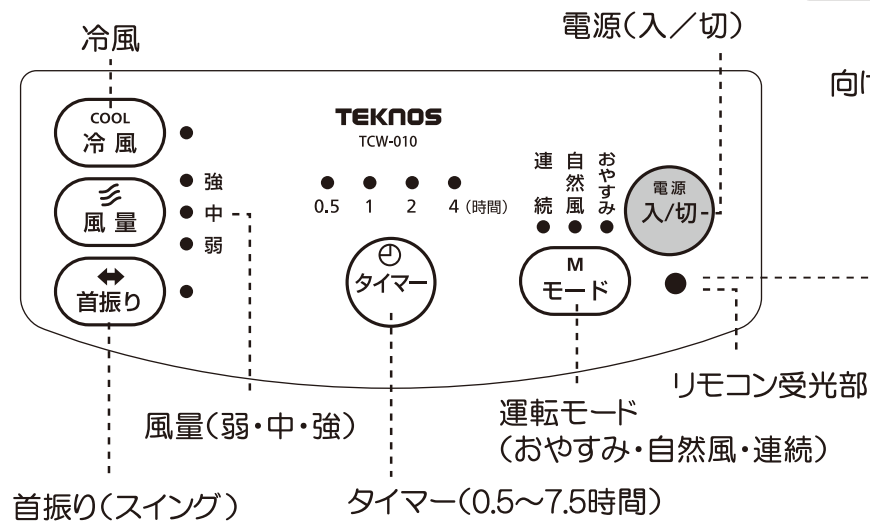 冷風
電源(入／切)
向け
COOL
冷風
TEKNOS
TCW-010
強
風量
中
弱
0.5 1 2 4 (時間)
連続
自然風
おやすみ
電源
入/切
首振り
タイマー
M
モード
リモコン受光部
風量(弱・中・強)
運転モード
(おやすみ・自然風・連続)
首振り(スイング)
タイマー(0.5～7.5時間)